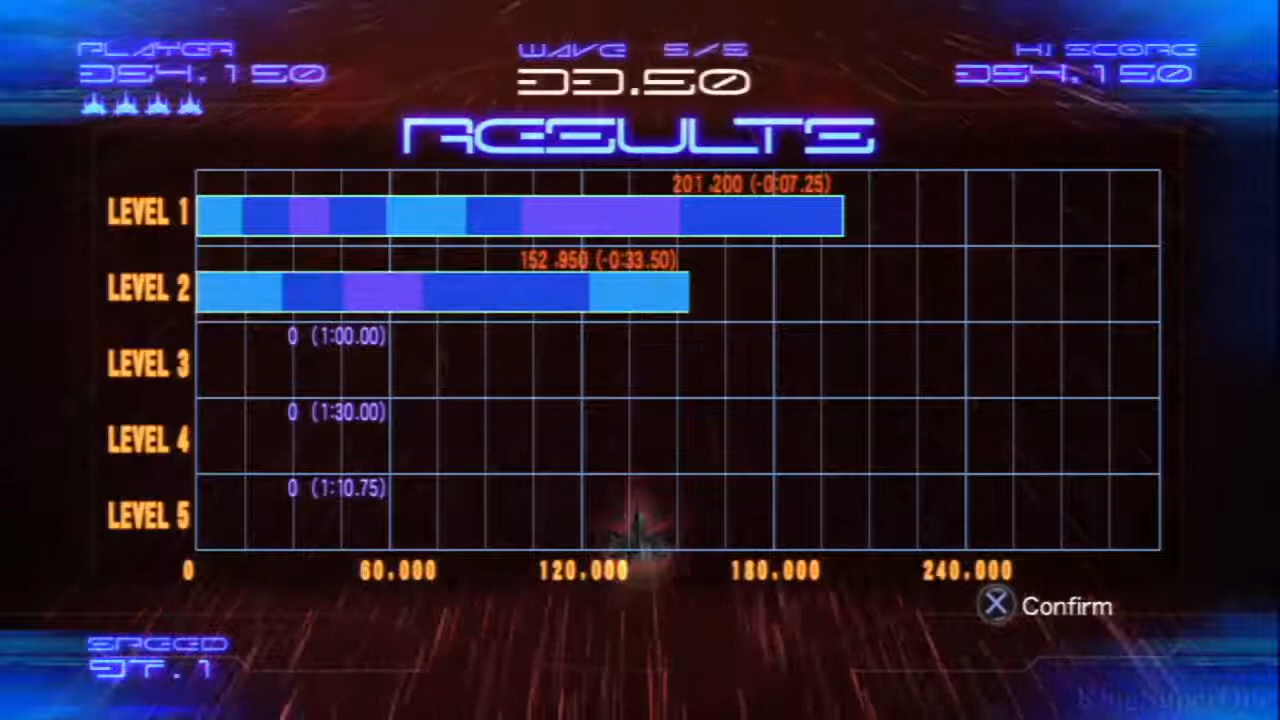 PLAYER
354.150
WAVE 5/5
33.50
HI SCORE
354.150
RESULTS
201.200 (-0:07.25)
LEVEL 1
152.950 (-0:33.50)
LEVEL 2
0 (1:00.00)
LEVEL 3
0 (1:30.00)
LEVEL 4
0 (1:10.75)
LEVEL 5
0 60.000 120.000 180.000 240.000
X Confirm
SPEED
97.1